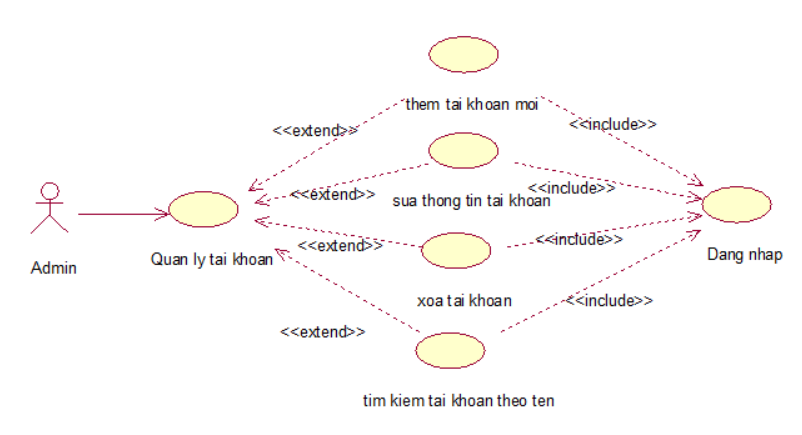 them tai khoan moi
<<extend>>
<<include>>
<<extend>>
<<include>>
sua thong tin tai khoan
Admin
Quan ly tai khoan
<<extend>>
<<include>>
Dang nhap
xoa tai khoan
<<extend>>
<<include>>
tim kiem tai khoan theo ten